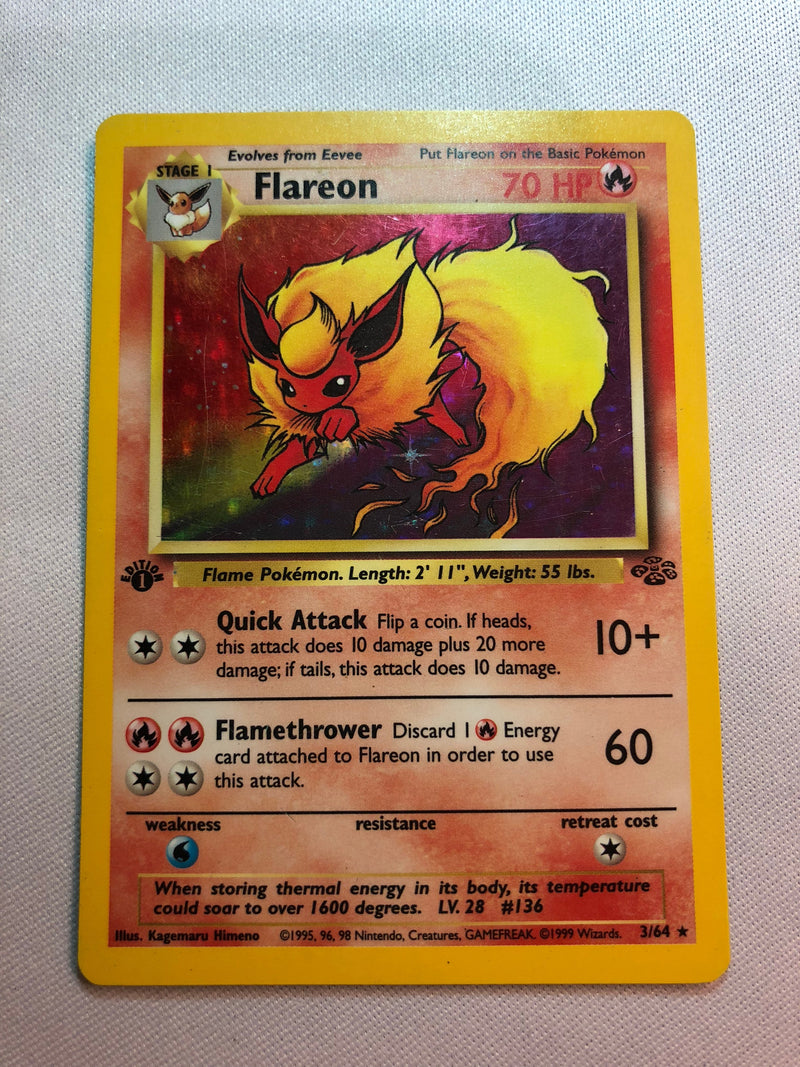 Evolves from Eevee Put Flareon on the Basic Pokémon
STAGE 1 Flareon 70 HP
EDITION 1
Flame Pokémon. Length: 2' 11", Weight: 55 lbs.
Quick Attack Flip a coin. If heads,
this attack does 10 damage plus 20 more
damage; if tails, this attack does 10 damage.
10+
Flamethrower Discard 1 Energy
card attached to Flareon in order to use
this attack.
60
weakness resistance retreat cost
When storing thermal energy in its body, its temperature
could soar to over 1600 degrees. LV. 28 #136
Illus. Kagemaru Himeno ©1995, 96, 98 Nintendo, Creatures, GAMEFREAK. ©1999 Wizards. 3/64 ★